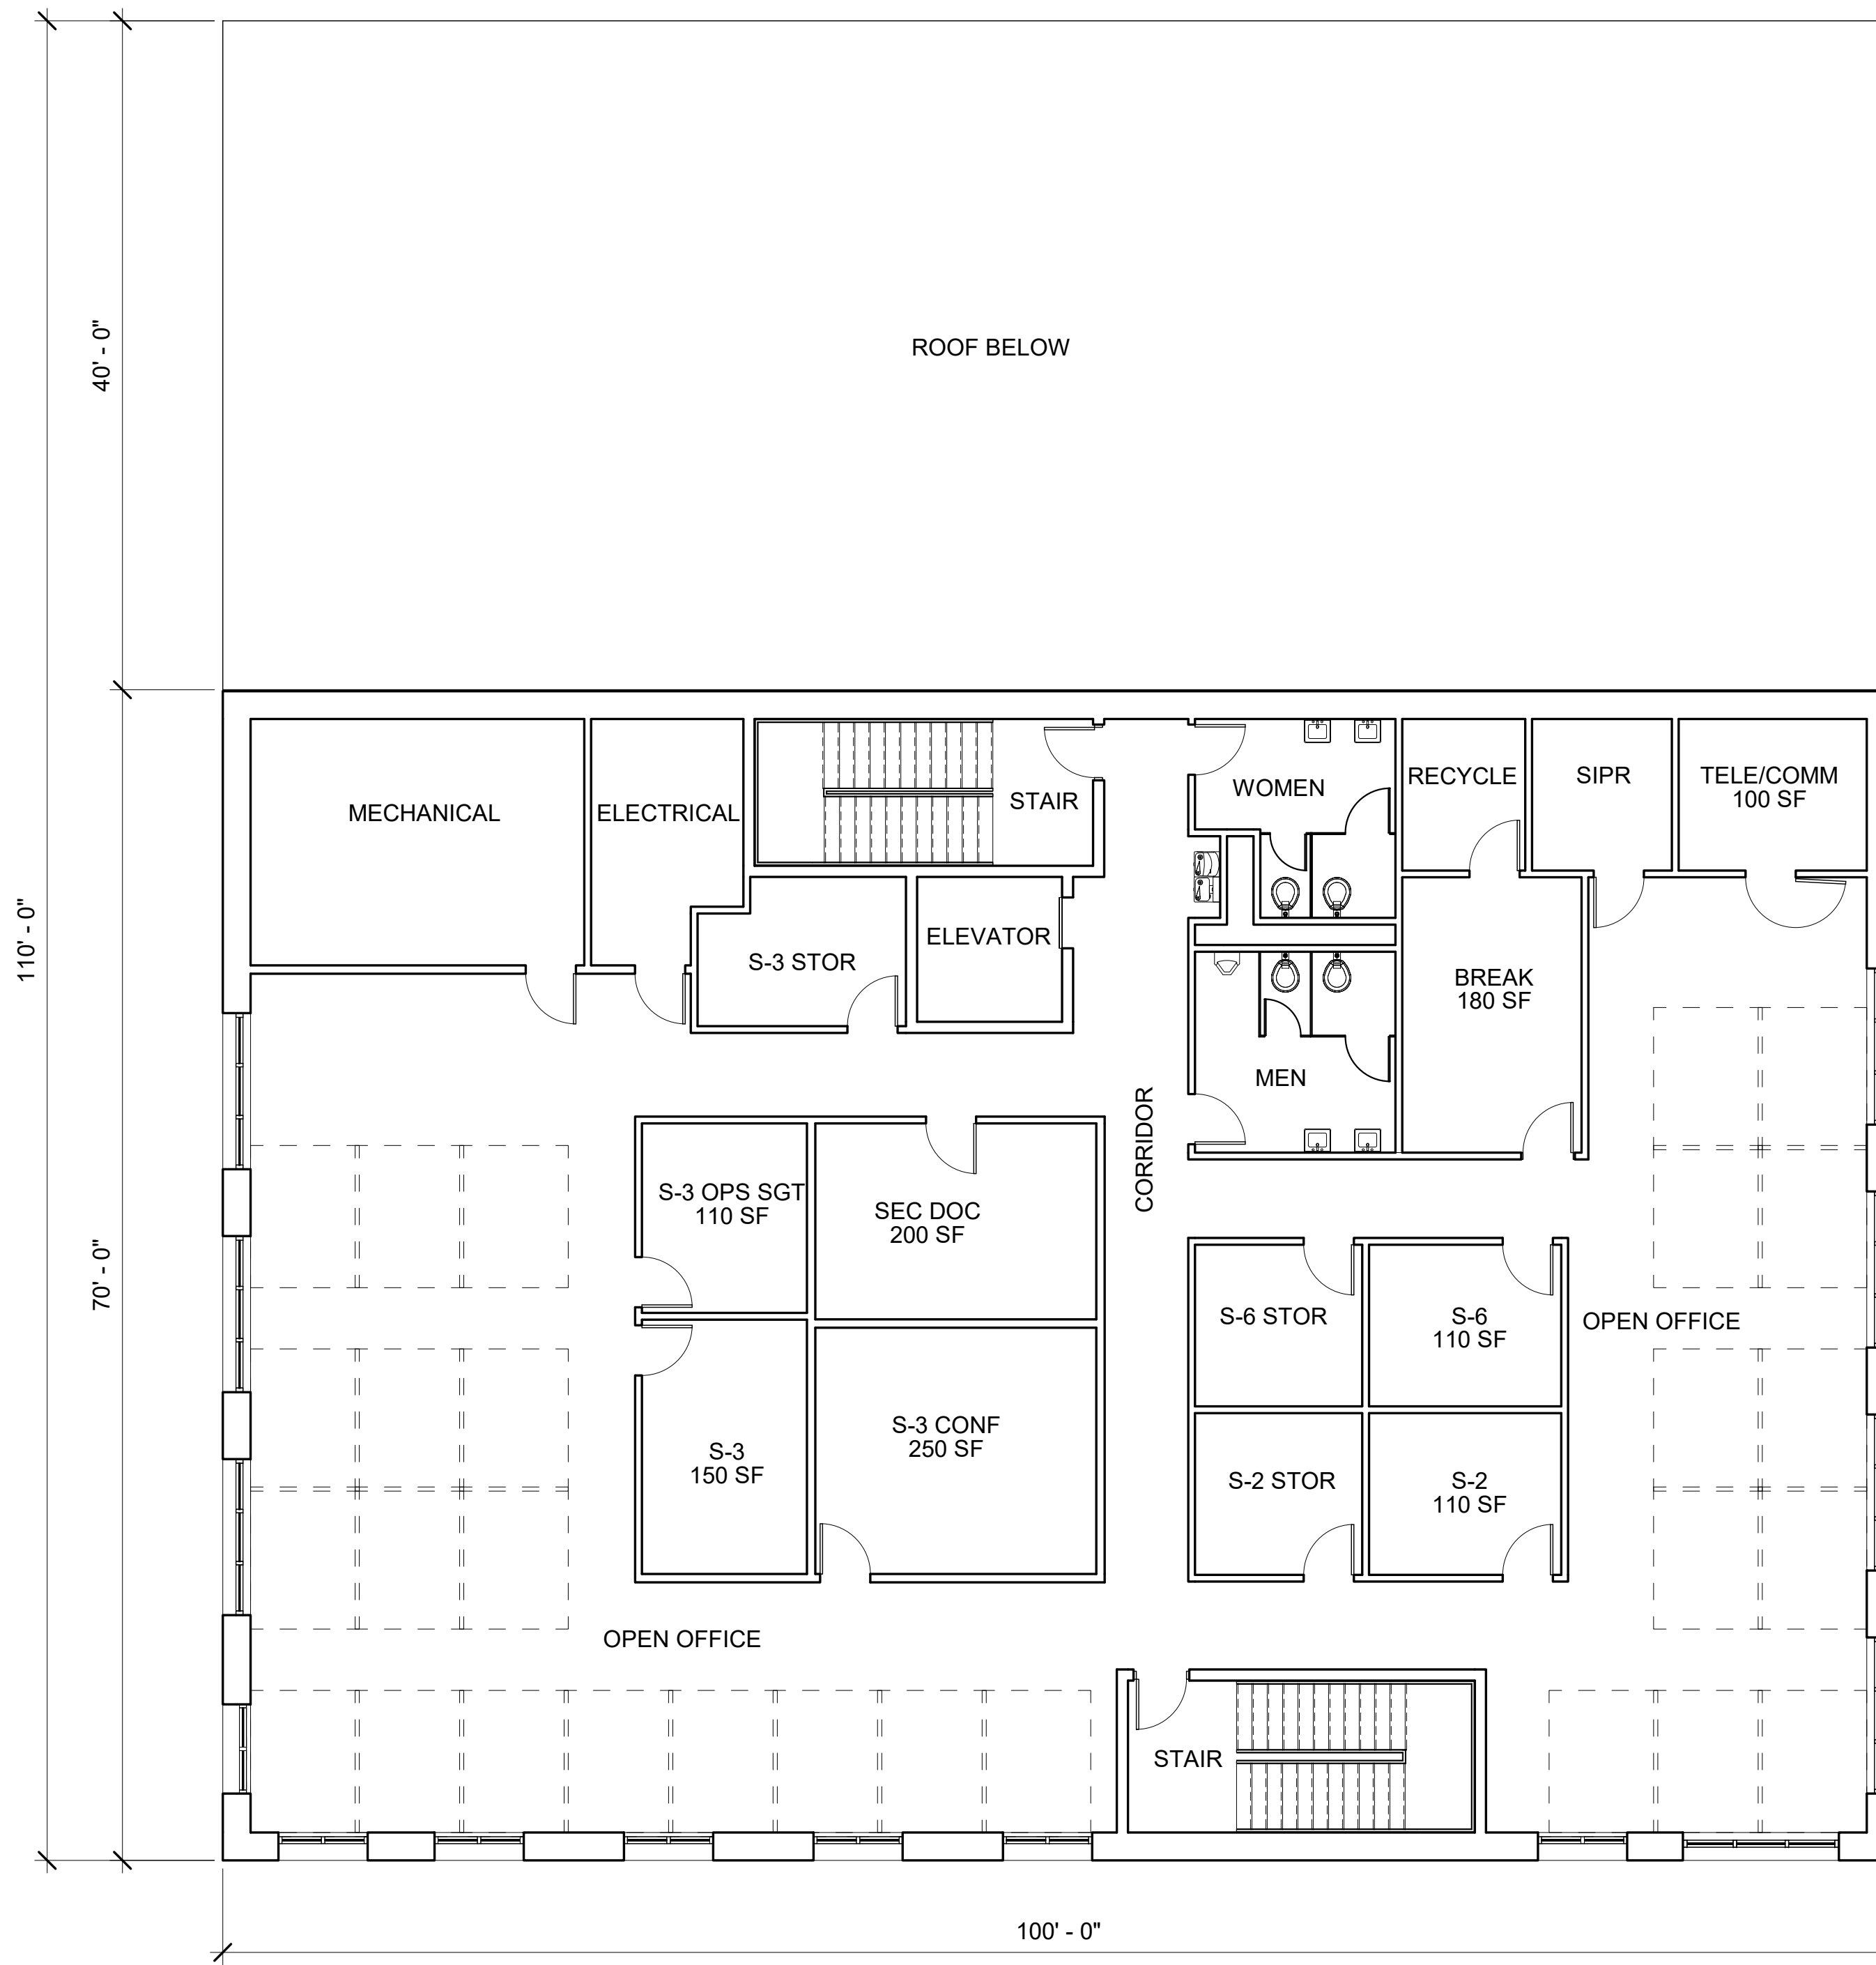 40' - 0"
ROOF BELOW
110' - 0"
70' - 0"
MECHANICAL
ELECTRICAL
STAIR
WOMEN
RECYCLE
SIPR
TELE/COMM
100 SF
S-3 STOR
ELEVATOR
BREAK
180 SF
MEN
CORRIDOR
S-3 OPS SGT
110 SF
SEC DOC
200 SF
S-6 STOR
S-6
110 SF
OPEN OFFICE
S-3
150 SF
S-3 CONF
250 SF
S-2 STOR
S-2
110 SF
OPEN OFFICE
STAIR
100' - 0"